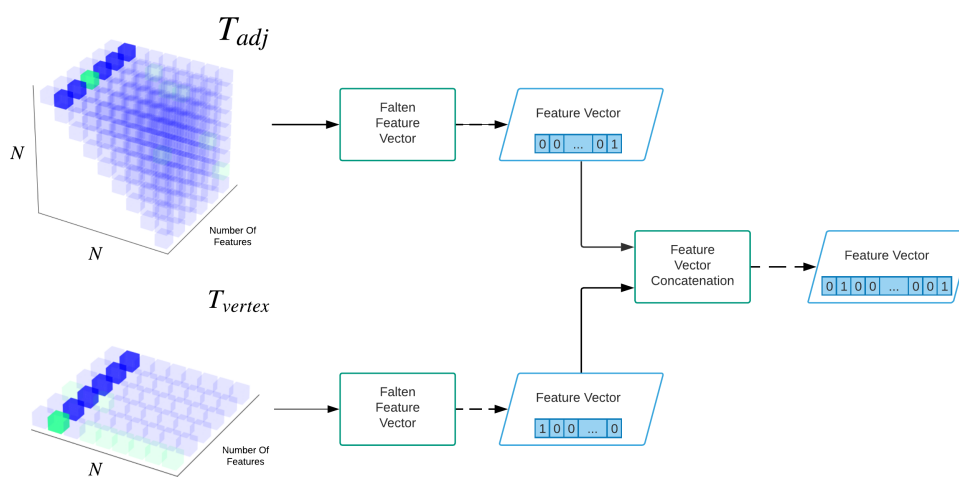 T_adj
N
N
Number Of
Features
Falten
Feature
Vector
Feature Vector
0 0 ... 0 1
Feature
Vector
Concatenation
Feature Vector
0 1 0 0 ... 0 0 1
T_vertex
N
Number Of
Features
Falten
Feature
Vector
Feature Vector
1 0 0 ... 0